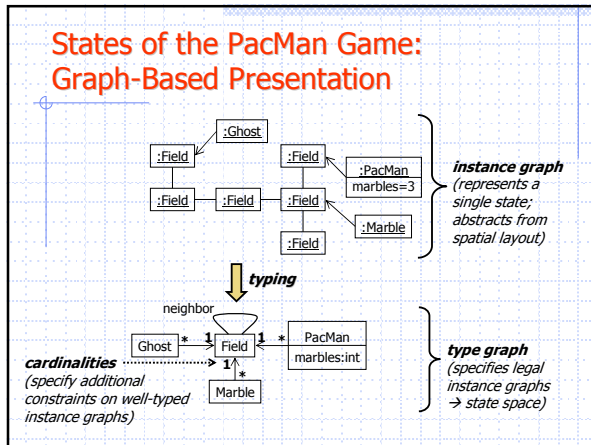 States of the PacMan Game:
Graph-Based Presentation
:Ghost
:Field
:Field
:PacMan
marbles=3
:Field
:Field
:Field
:Marble
:Field
instance graph
(represents a
single state;
abstracts from
spatial layout)
typing
neighbor
Ghost
*
1
Field
1
*
PacMan
marbles:int
1
*
Marble
cardinalities
(specify additional
constraints on well-typed
instance graphs)
type graph
(specifies legal
instance graphs
→ state space)